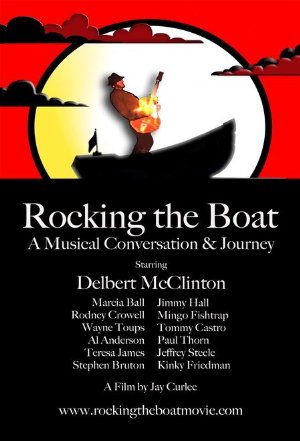 Rocking the Boat
A Musical Conversation & Journey
Starring
Delbert McClinton
Marcia Ball Jimmy Hall
Rodney Crowell Mingo Fishtrap
Wayne Toups Tommy Castro
Al Anderson Paul Thorn
Teresa James Jeffrey Steele
Stephen Bruton Kinky Friedman
A Film by Jay Curlee
www.rockingtheboatmovie.com